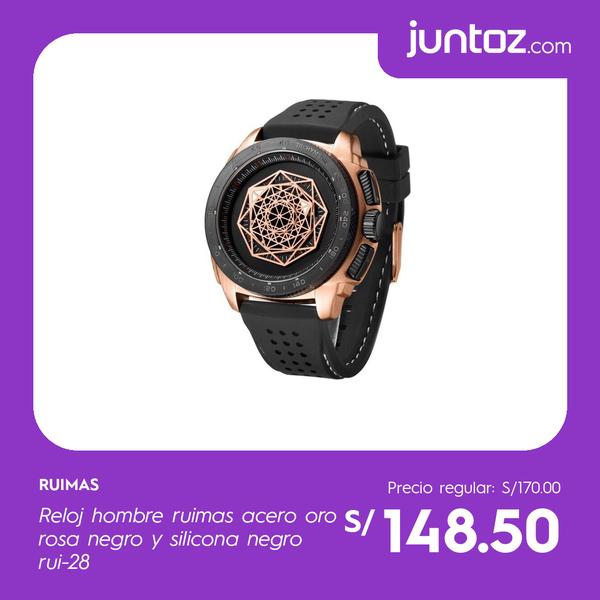 juntoz.com
RUIMAS
Reloj hombre ruimas acero oro
rosa negro y silicona negro
rui-28
Precio regular: S/170.00
S/148.50